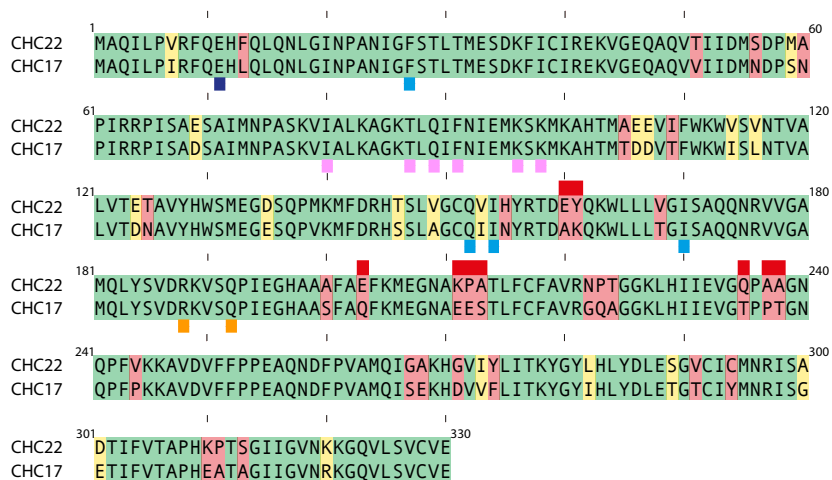 1 60
CHC22 MAQILPVRFQEHFQLQNLGINPANIGFSTLTMESDKFICIREKVGEQAQVTIIDMSDPMA
CHC17 MAQILPIRFQEHLQLQNLGINPANIGFSTLTMESDKFICIREKVGEQAQVVIIDMNDPSN
61 120
CHC22 PIRRPISAESAIMNPASKVIALKAGKTLQIFNIEMKSKMKAHTMAEEVIFWKWVSVNTVA
CHC17 PIRRPISADSAIMNPASKVIALKAGKTLQIFNIEMKSKMKAHTMTDDVTFWKWISLNTVA
121 180
CHC22 LVTETAVYHWSMEGDSQPMKMFDRHTSLVGCQVIHYRTDEYQKWLLLVGISAQQNRVVGA
CHC17 LVTDNAVYHWSMEGESQPVKMFDRHSSLAGCQIINYRTDAKQKWLLLTGISAQQNRVVGA
181 240
CHC22 MQLYSVDRKVSQPIEGHAAAFAEFKMEGNAKPATLFCFAVRNPTGGKLHIIEVGQPAAGN
CHC17 MQLYSVDRKVSQPIEGHAASFAQFKMEGNAEESTLFCFAVRGQAGGKLHIIEVGTPPTGN
241 300
CHC22 QPFVKKAVDVFFPPEAQNDFPVAMQIGAKHGVIYLITKYGYLHLYDLESGVCICMNRISA
CHC17 QPFPKKAVDVFFPPEAQNDFPVAMQISEKHDVVFLITKYGYIHLYDLETGTCIYMNRISG
301 330
CHC22 DTIFVTAPHKPTSGIIGVNKKGQVLSVCVE
CHC17 ETIFVTAPHEATAGIIGVNRKGQVLSVCVE